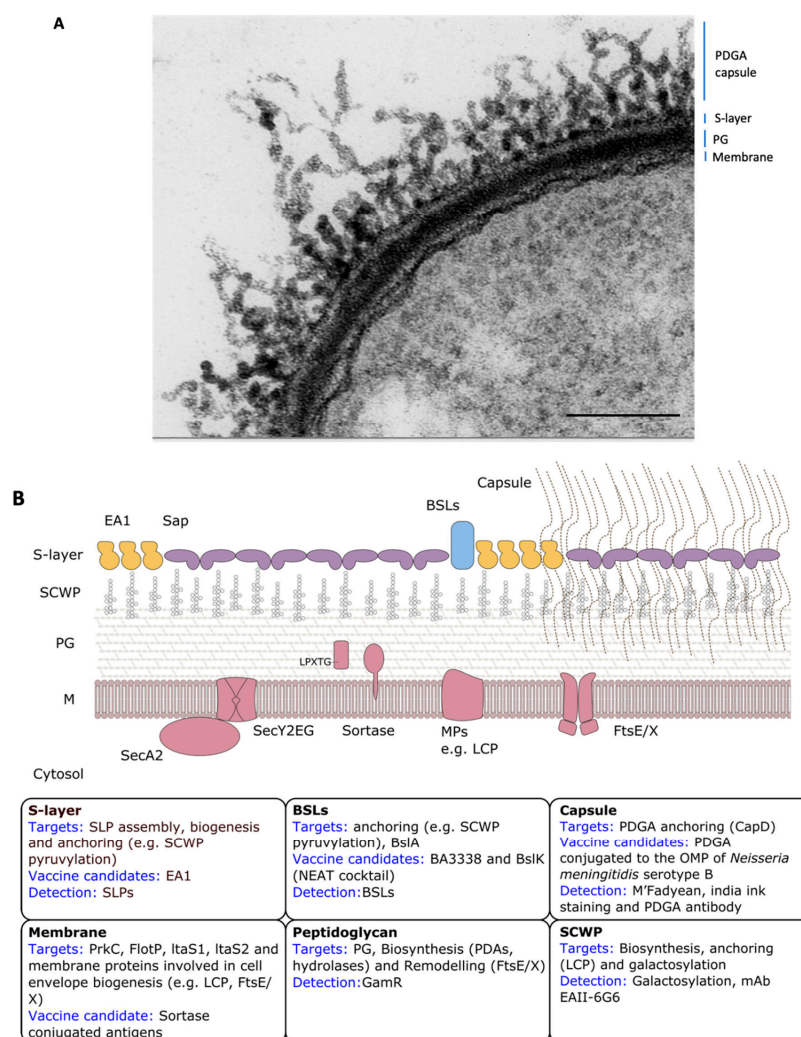 A
PDGA
capsule
S-layer
PG
Membrane
B
Capsule
BSLs
EA1
Sap
S-layer
SCWP
PG
LPXTG
M
SecY2EG
Sortase
MPs
e.g. LCP
FtsE/X
SecA2
Cytosol
S-layer
Targets: SLP assembly, biogenesis
and anchoring (e.g. SCWP
pyruvylation)
Vaccine candidates: EA1
Detection: SLPs
BSLs
Targets: anchoring (e.g. SCWP
pyruvylation), BslA
Vaccine candidates: BA3338 and BslK
(NEAT cocktail)
Detection:BSLs
Capsule
Targets: PDGA anchoring (CapD)
Vaccine candidates: PDGA
conjugated to the OMP of Neisseria
meningitidis serotype B
Detection: M'Fadyean, india ink
staining and PDGA antibody
Membrane
Targets: PrkC, FlotP, ltaS1, ltaS2 and
membrane proteins involved in cell
envelope biogenesis (e.g. LCP, FtsE/
X)
Vaccine candidate: Sortase
conjugated antigens
Peptidoglycan
Targets: PG, Biosynthesis (PDAs,
hydrolases) and Remodelling (FtsE/X)
Detection:GamR
SCWP
Targets: Biosynthesis, anchoring
(LCP) and galactosylation
Detection: Galactosylation, mAb
EAII-6G6